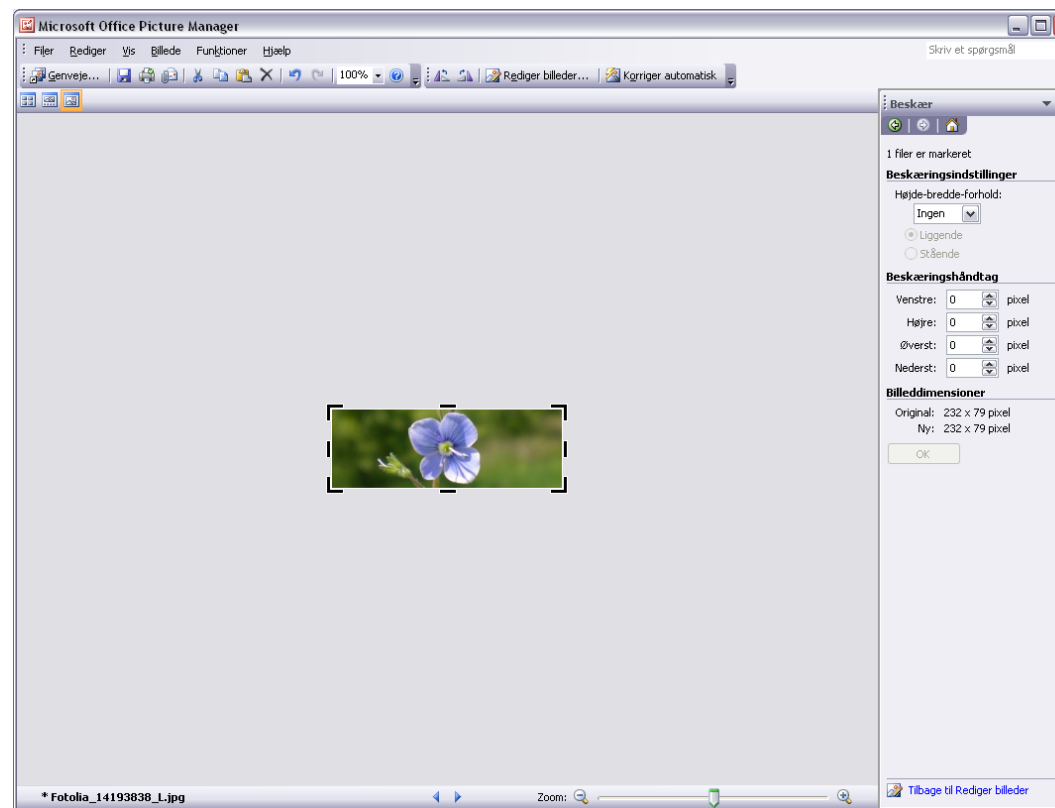 Microsoft Office Picture Manager
Filer Rediger Vis Billede Funktioner Hjælp Skriv et spørgsmål
Genveje... 100% Rediger billeder... Korriger automatisk
Beskær
1 filer er markeret
Beskæringsindstillinger
Højde-bredde-forhold:
Ingen
Liggende
Stående
Beskæringshåndtag
Venstre: 0 pixel
Højre: 0 pixel
Øverst: 0 pixel
Nederst: 0 pixel
Billeddimensioner
Original: 232 x 79 pixel
Ny: 232 x 79 pixel
OK
Tilbage til Rediger billeder
* Fotolia_14193838_L.jpg Zoom: